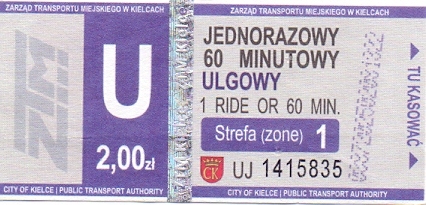 ZARZĄD TRANSPORTU MIEJSKIEGO W KIELCACH
ZTM
U
2,00zł
CITY OF KIELCE | PUBLIC TRANSPORT AUTHORITY
ZARZĄD TRANSPORTU MIEJSKIEGO W KIELCACH
JEDNORAZOWY
60 MINUTOWY
ULGOWY
1 RIDE OR 60 MIN.
Strefa (zone) 1
CK
UJ 1415835
CITY OF KIELCE | PUBLIC TRANSPORT AUTHORITY
TU KASOWAĆ